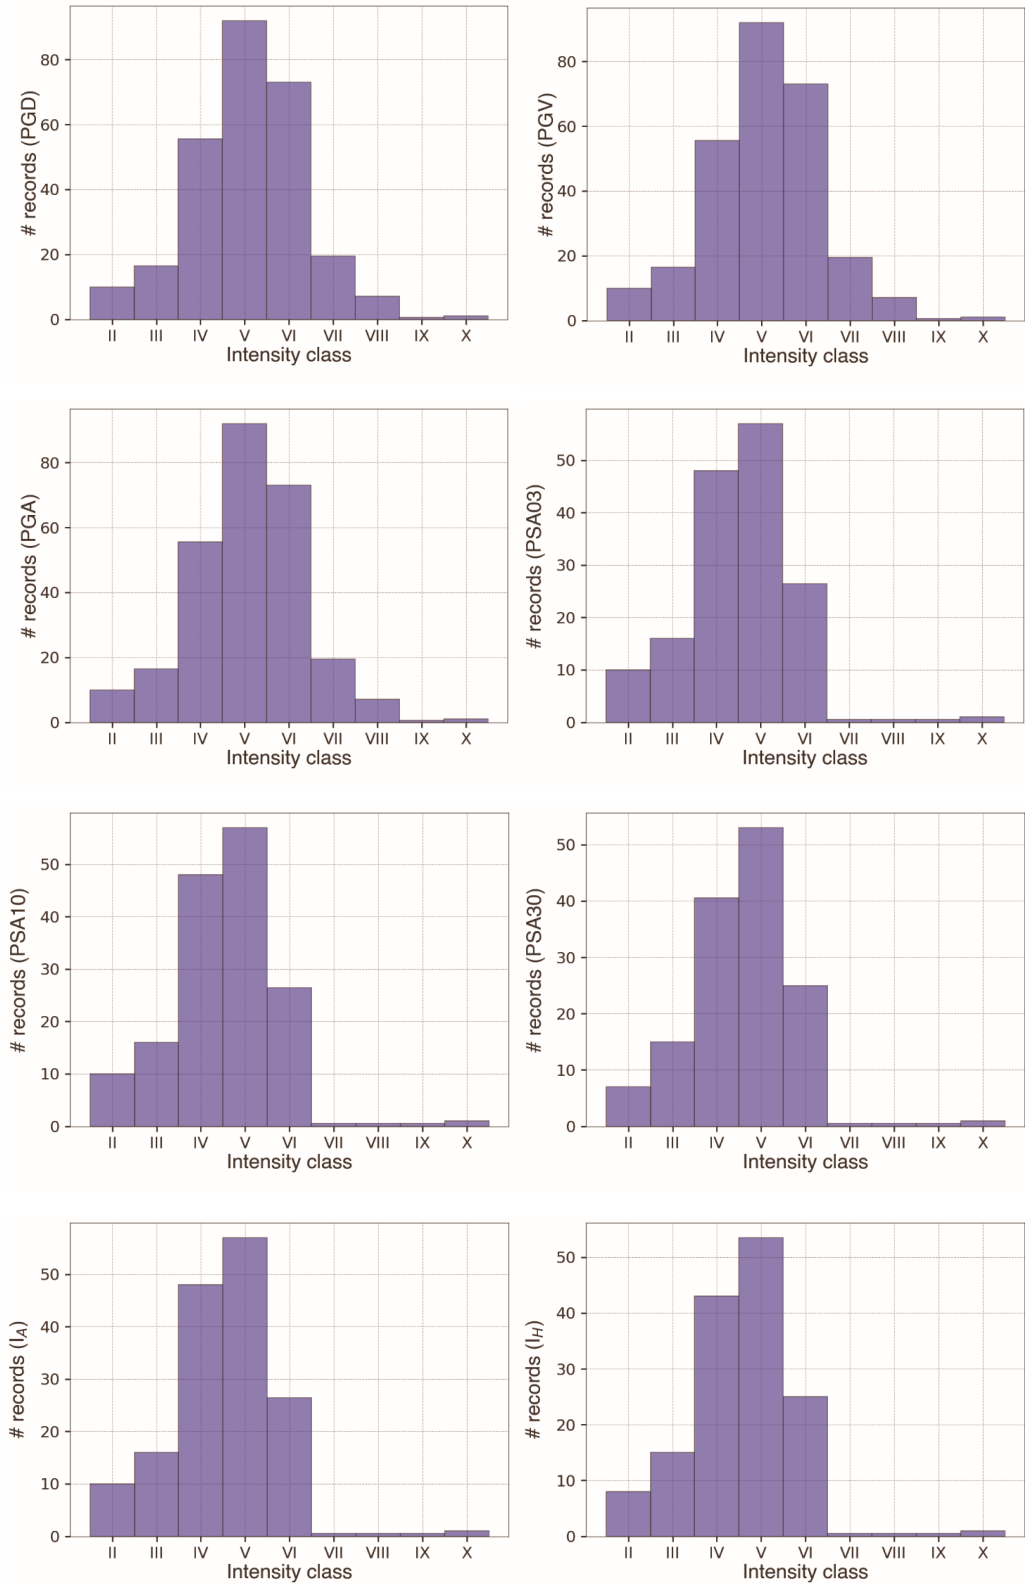 # records (PGD)
80
60
40
20
0
II III IV V VI VII VIII IX X
Intensity class
# records (PGV)
80
60
40
20
0
II III IV V VI VII VIII IX X
Intensity class
# records (PGA)
80
60
40
20
0
II III IV V VI VII VIII IX X
Intensity class
# records (PSA03)
50
40
30
20
10
0
II III IV V VI VII VIII IX X
Intensity class
# records (PSA10)
50
40
30
20
10
0
II III IV V VI VII VIII IX X
Intensity class
# records (PSA30)
50
40
30
20
10
0
II III IV V VI VII VIII IX X
Intensity class
# records (I_A)
50
40
30
20
10
0
II III IV V VI VII VIII IX X
Intensity class
# records (I_H)
50
40
30
20
10
0
II III IV V VI VII VIII IX X
Intensity class